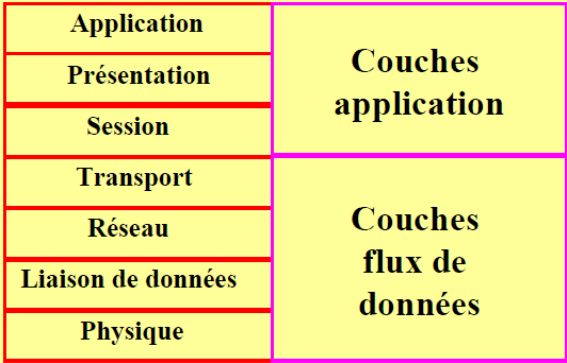 Application
Présentation
Session
Transport
Réseau
Liaison de données
Physique
Couches
application
Couches
flux de
données